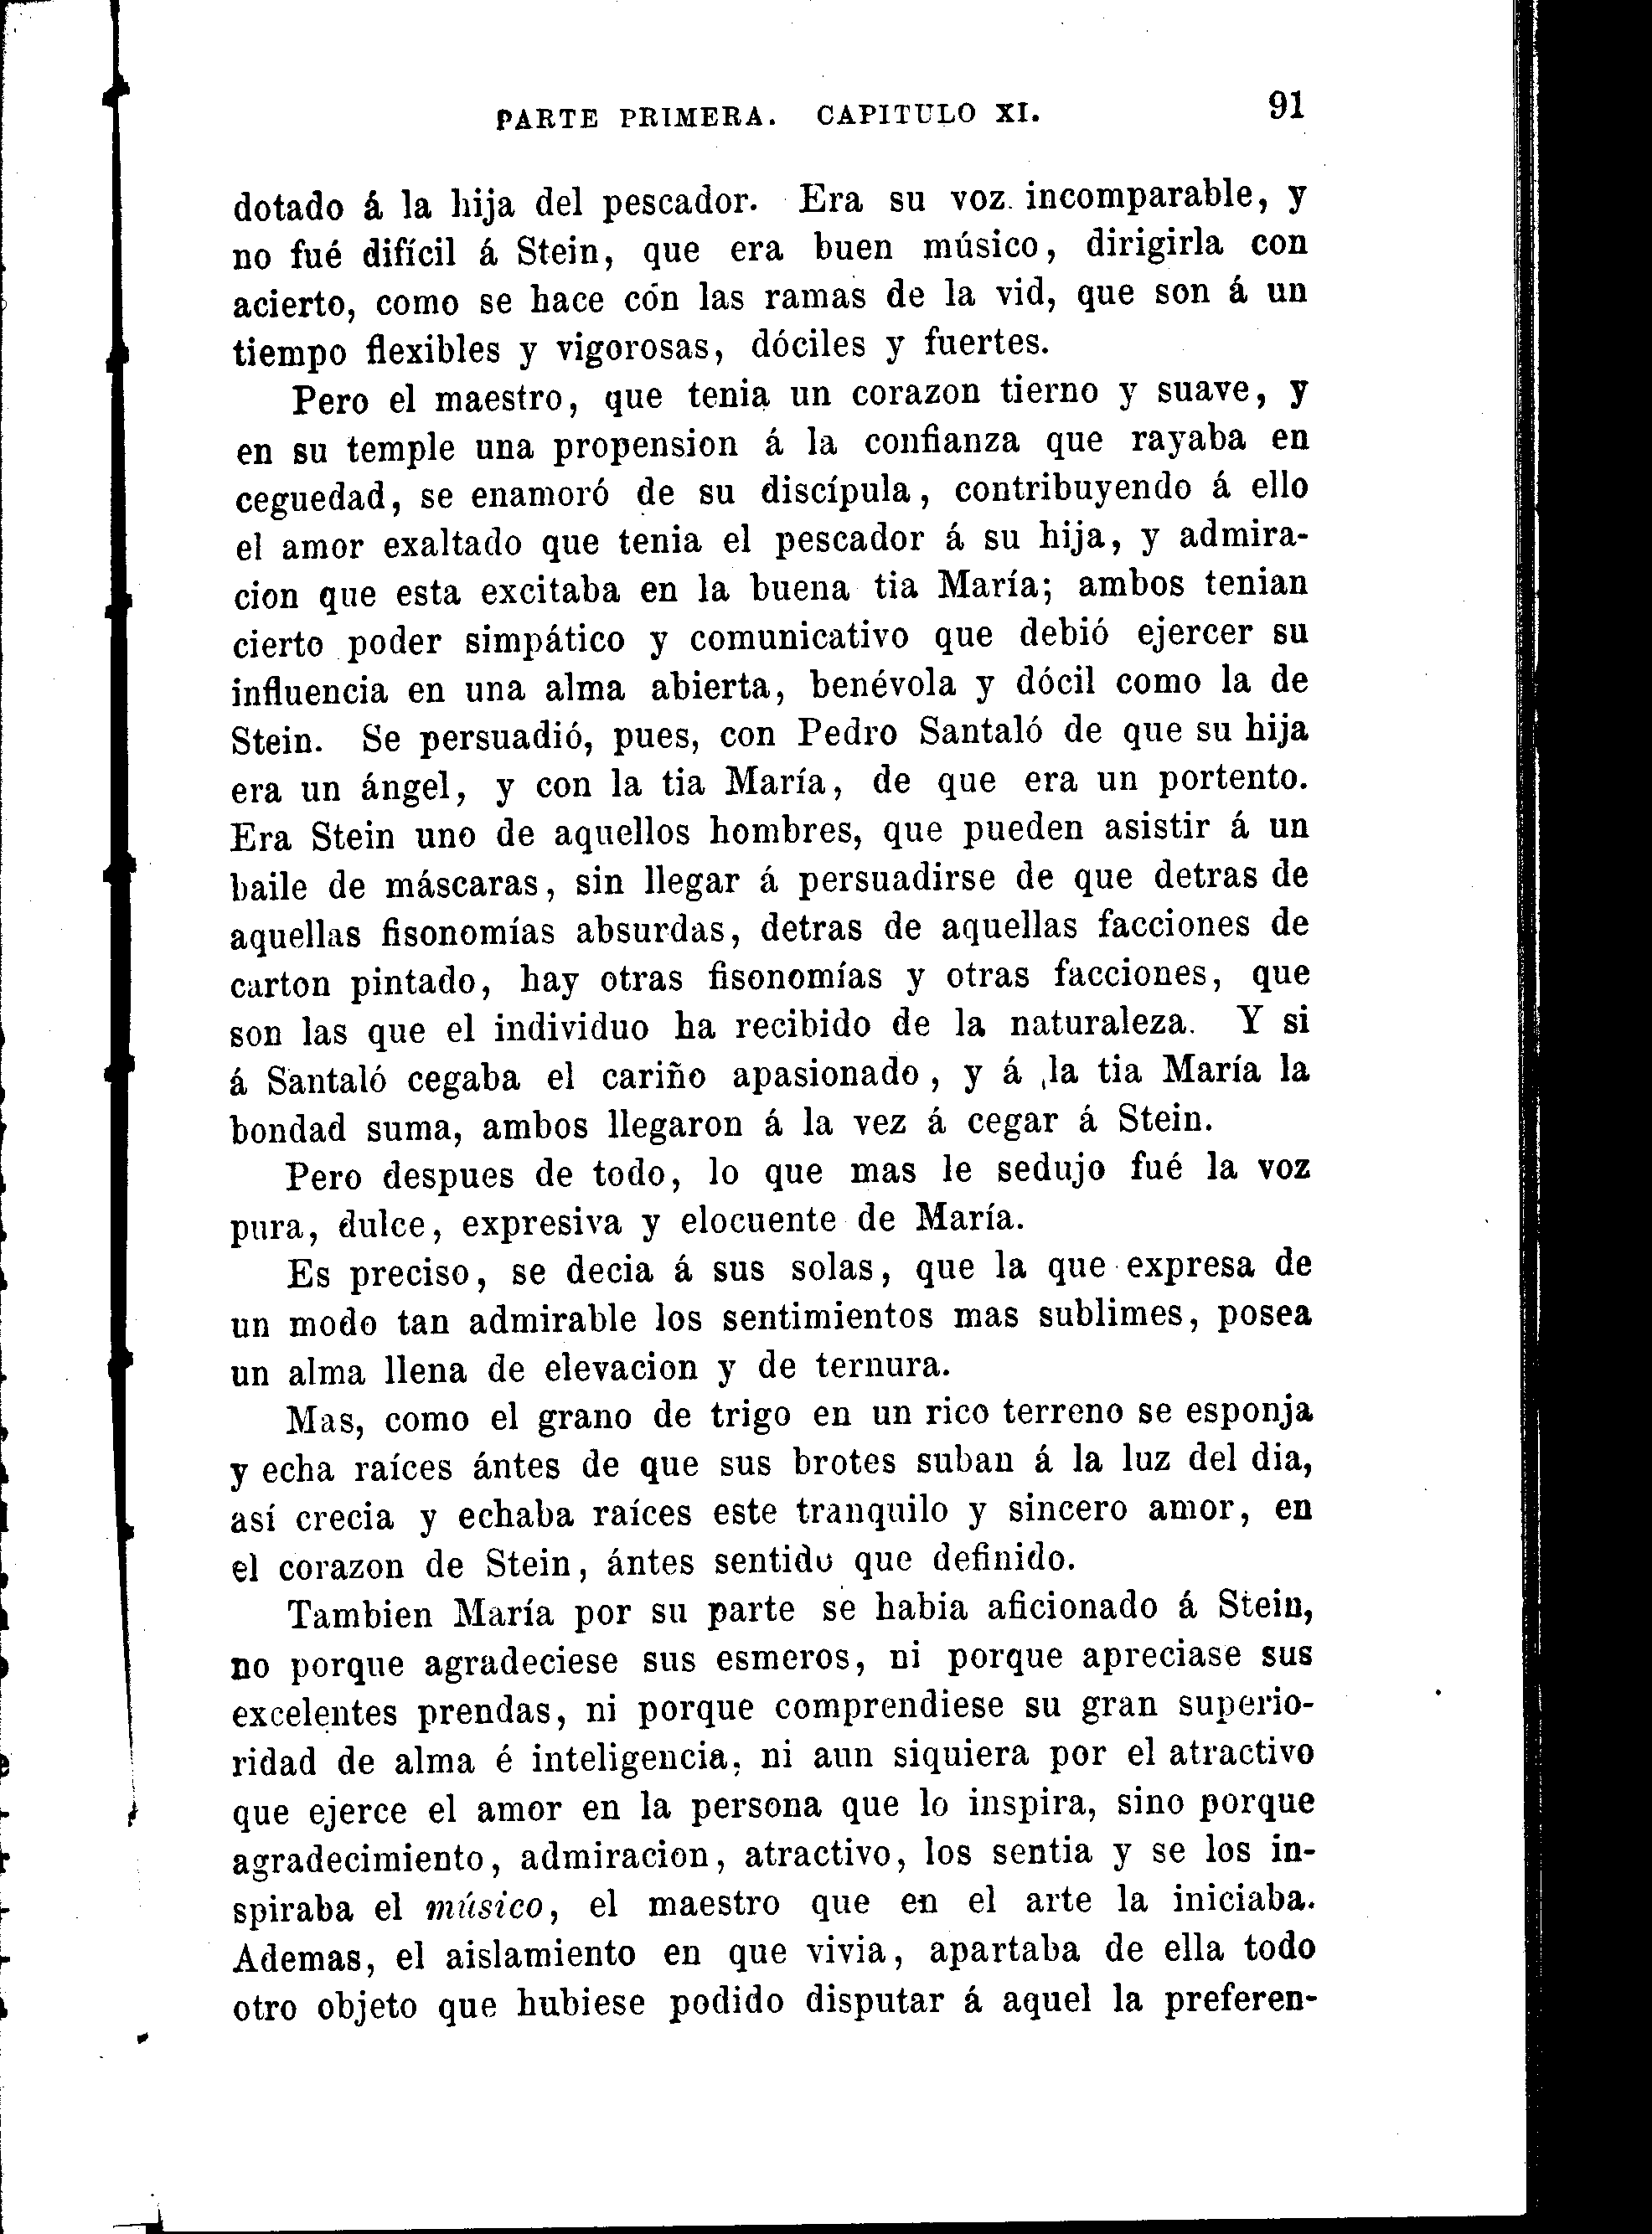 PARTE PRIMERA. CAPITULO XI. 91
dotado á la hija del pescador. Era su voz incomparable, y
no fué difícil á Stein, que era buen músico, dirigirla con
acierto, como se hace con las ramas de la vid, que son á un
tiempo flexibles y vigorosas, dóciles y fuertes.
Pero el maestro, que tenia un corazon tierno y suave, y
en su temple una propension á la confianza que rayaba en
ceguedad, se enamoró de su discípula, contribuyendo á ello
el amor exaltado que tenia el pescador á su hija, y admira-
cion que esta excitaba en la buena tia María; ambos tenian
cierto poder simpático y comunicativo que debió ejercer su
influencia en una alma abierta, benévola y dócil como la de
Stein. Se persuadió, pues, con Pedro Santaló de que su hija
era un ángel, y con la tia María, de que era un portento.
Era Stein uno de aquellos hombres, que pueden asistir á un
baile de máscaras, sin llegar á persuadirse de que detras de
aquellas fisonomías absurdas, detras de aquellas facciones de
carton pintado, hay otras fisonomías y otras facciones, que
son las que el individuo ha recibido de la naturaleza. Y si
á Santaló cegaba el cariño apasionado, y á la tia María la
bondad suma, ambos llegaron á la vez á cegar á Stein.
Pero despues de todo, lo que mas le sedujo fué la voz
pura, dulce, expresiva y elocuente de María.
Es preciso, se decia á sus solas, que la que expresa de
un modo tan admirable los sentimientos mas sublimes, posea
un alma llena de elevacion y de ternura.
Mas, como el grano de trigo en un rico terreno se esponja
y echa raíces ántes de que sus brotes suban á la luz del dia,
así crecia y echaba raíces este tranquilo y sincero amor, en
el corazon de Stein, ántes sentido que definido.
Tambien María por su parte se habia aficionado á Stein,
no porque agradeciese sus esmeros, ni porque apreciase sus
excelentes prendas, ni porque comprendiese su gran superio-
ridad de alma é inteligencia, ni aun siquiera por el atractivo
que ejerce el amor en la persona que lo inspira, sino porque
agradecimiento, admiracion, atractivo, los sentia y se los in-
spiraba el músico, el maestro que en el arte la iniciaba.
Ademas, el aislamiento en que vivia, apartaba de ella todo
otro objeto que hubiese podido disputar á aquel la preferen-